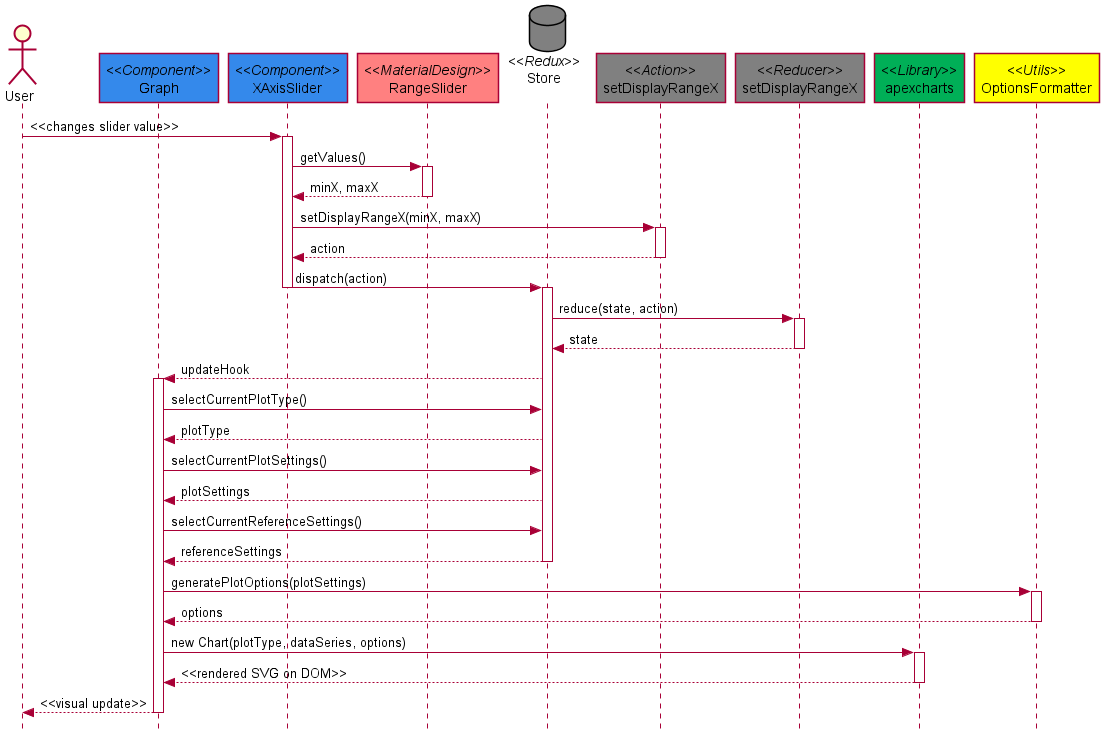 User
<<Component>>
Graph
<<Component>>
XAxisSlider
<<MaterialDesign>>
RangeSlider
<<Redux>>
Store
<<Action>>
setDisplayRangeX
<<Reducer>>
setDisplayRangeX
<<Library>>
apexcharts
<<Utils>>
OptionsFormatter
<<changes slider value>>
getValues()
minX, maxX
setDisplayRangeX(minX, maxX)
action
dispatch(action)
reduce(state, action)
state
updateHook
selectCurrentPlotType()
plotType
selectCurrentPlotSettings()
plotSettings
selectCurrentReferenceSettings()
referenceSettings
generatePlotOptions(plotSettings)
options
new Chart(plotType, dataSeries, options)
<<rendered SVG on DOM>>
<<visual update>>